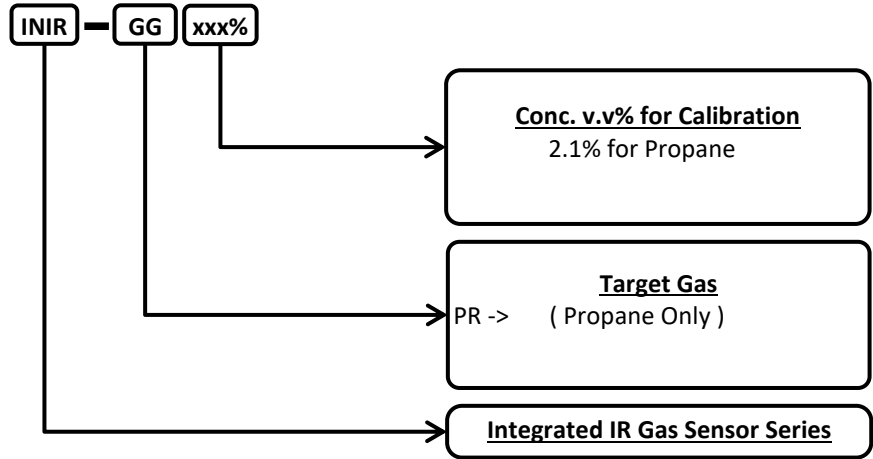 INIR - GG xxx%
Conc. v.v% for Calibration
2.1% for Propane
Target Gas
PR -> ( Propane Only )
Integrated IR Gas Sensor Series